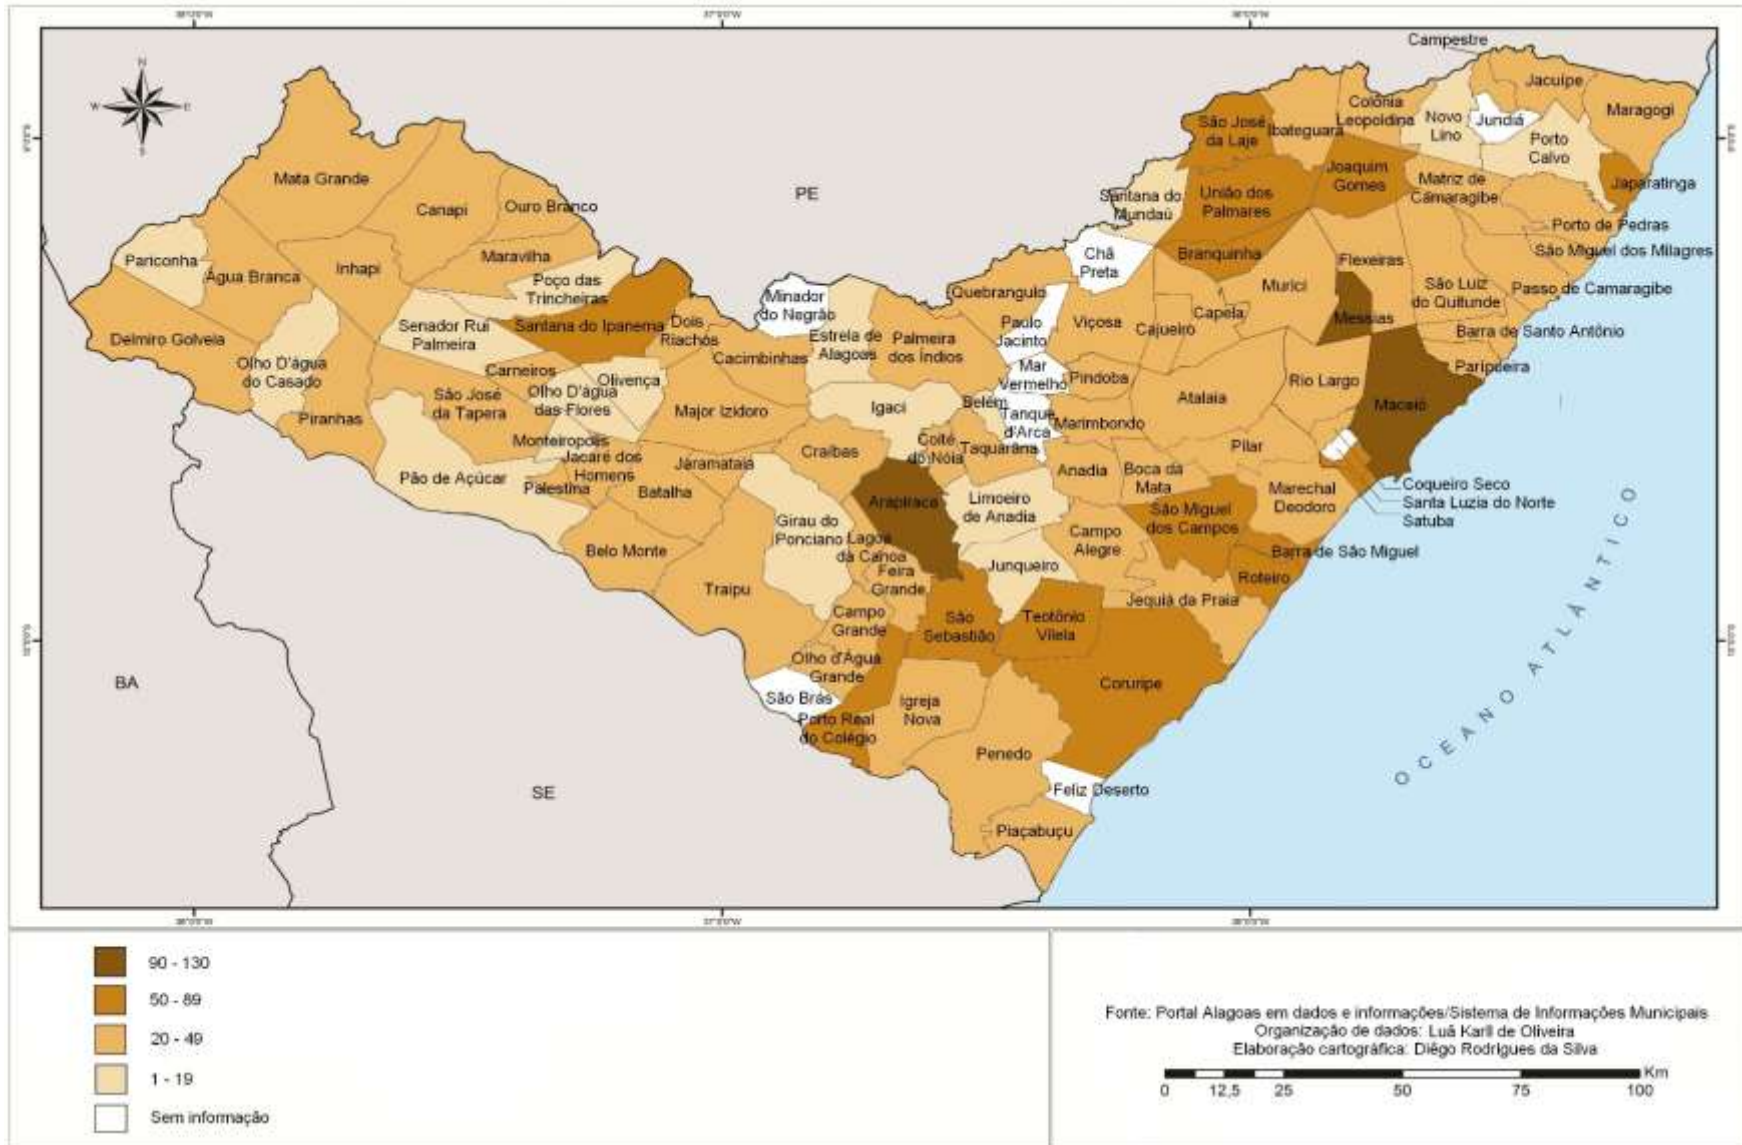 N
W
E
S
PE
BA
SE
Campestre
Jacuípe
Maragogi
Colônia
Leopoldina
Novo
Lino
Jundiá
Porto
Calvo
São José
da Laje
Ibateguara
Joaquim
Gomes
Matriz de
Camaragibe
Japaratinga
Santana do
Mundaú
União dos
Palmares
Porto de Pedras
São Miguel dos Milagres
Mata Grande
Canapi
Ouro Branco
Chã
Preta
Branquinha
Flexeiras
Pariconha
Água Branca
Inhapi
Maravilha
Poço das
Trincheiras
Minador
do Negrão
Quebrangulo
Murici
São Luiz
do Quitunde
Passo de Camaragibe
Delmiro Golveia
Senador Rui
Palmeira
Santana do Ipanema
Dois
Riachos
Cacimbinhas
Estrela de
Alagoas
Palmeira
dos Índios
Paulo
Jacinto
Viçosa
Cajueiro
Capela
Messias
Barra de Santo Antônio
Paripueira
Olho D'água
do Casado
Carneiros
Olivença
Olho D'água
das Flores
São José
da Tapera
Piranhas
Major Izidoro
Igaci
Belém
Mar
Vermelho
Pindoba
Tanque
d'Arca
Marimbondo
Atalaia
Rio Largo
Maceió
Monteiropoés
Jacaré dos
Homens
Jaramataia
Craíbas
Coité
do Nóia
Taquarana
Anadia
Boca da
Mata
Pilar
Pão de Açúcar
Palestina
Batalha
Arapiraca
Limoeiro
de Anadia
São Miguel
dos Campos
Marechal
Deodoro
Coqueiro Seco
Santa Luzia do Norte
Satuba
Girau do
Ponciano
Lagoa
da Canoa
Campo
Alegre
Barra de São Miguel
Belo Monte
Feira
Grande
Junqueiro
Roteiro
Traipu
Campo
Grande
São
Sebastião
Teotônio
Vilela
Jequiá da Praia
Olho d'Água
Grande
São Brás
Porto Real
do Colégio
Igreja
Nova
Coruripe
Penedo
Feliz Deserto
Piaçabuçu
OCEANO ATLÂNTICO
90 - 130
50 - 89
20 - 49
1 - 19
Sem informação
Fonte: Portal Alagoas em dados e informações/Sistema de Informações Municipais
Organização de dados: Luã Karll de Oliveira
Elaboração cartográfica: Diêgo Rodrigues da Silva
Km
0 12,5 25 50 75 100